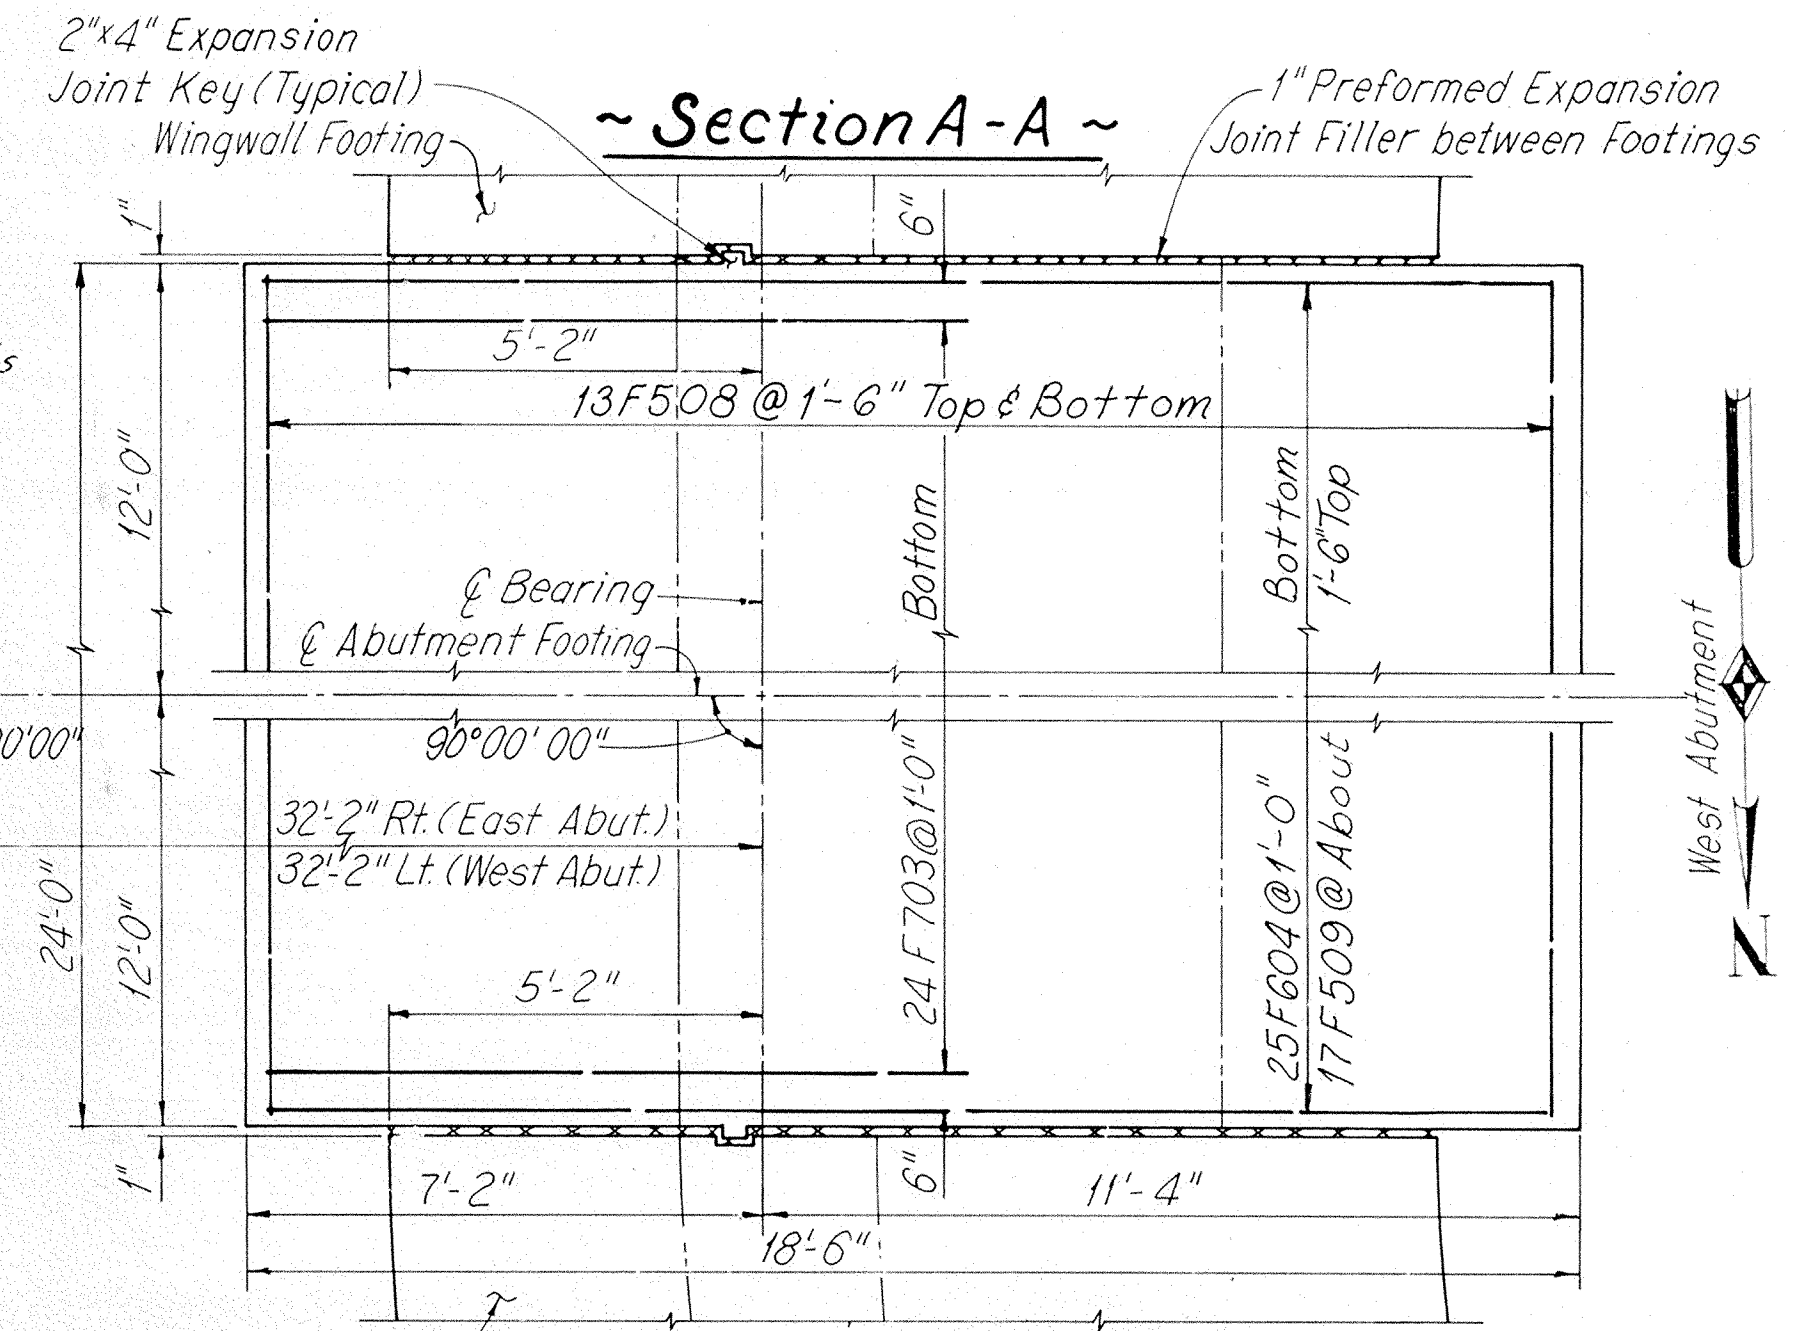 2"x4" Expansion
Joint Key (Typical)
Wingwall Footing
~ Section A-A ~
1" Preformed Expansion
Joint Filler between Footings
1"
6"
5'-2"
13F508 @ 1'-6" Top & Bottom
s
12'-0"
Bottom
Bottom
1'-6" Top
℄ Bearing
℄ Abutment Footing
West Abutment
0'00"
90°00'00"
32'-2" Rt. (East Abut.)
32'-2" Lt. (West Abut.)
24'-0"
12'-0"
24 F703 @ 1'-0"
25F604 @ 1'-0"
17F509 @ About
N
5'-2"
1"
7'-2"
6"
11'-4"
18'-6"